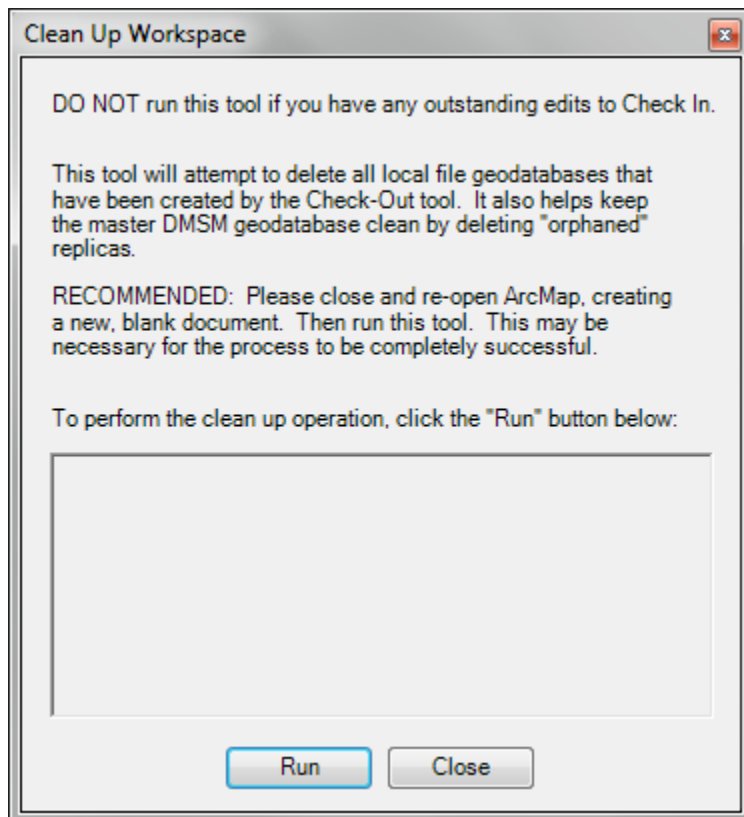 Clean Up Workspace
DO NOT run this tool if you have any outstanding edits to Check In.
This tool will attempt to delete all local file geodatabases that
have been created by the Check-Out tool.  It also helps keep
the master DMSM geodatabase clean by deleting "orphaned"
replicas.
RECOMMENDED:  Please close and re-open ArcMap, creating
a new, blank document.  Then run this tool.  This may be
necessary for the process to be completely successful.
To perform the clean up operation, click the "Run" button below:
Run
Close